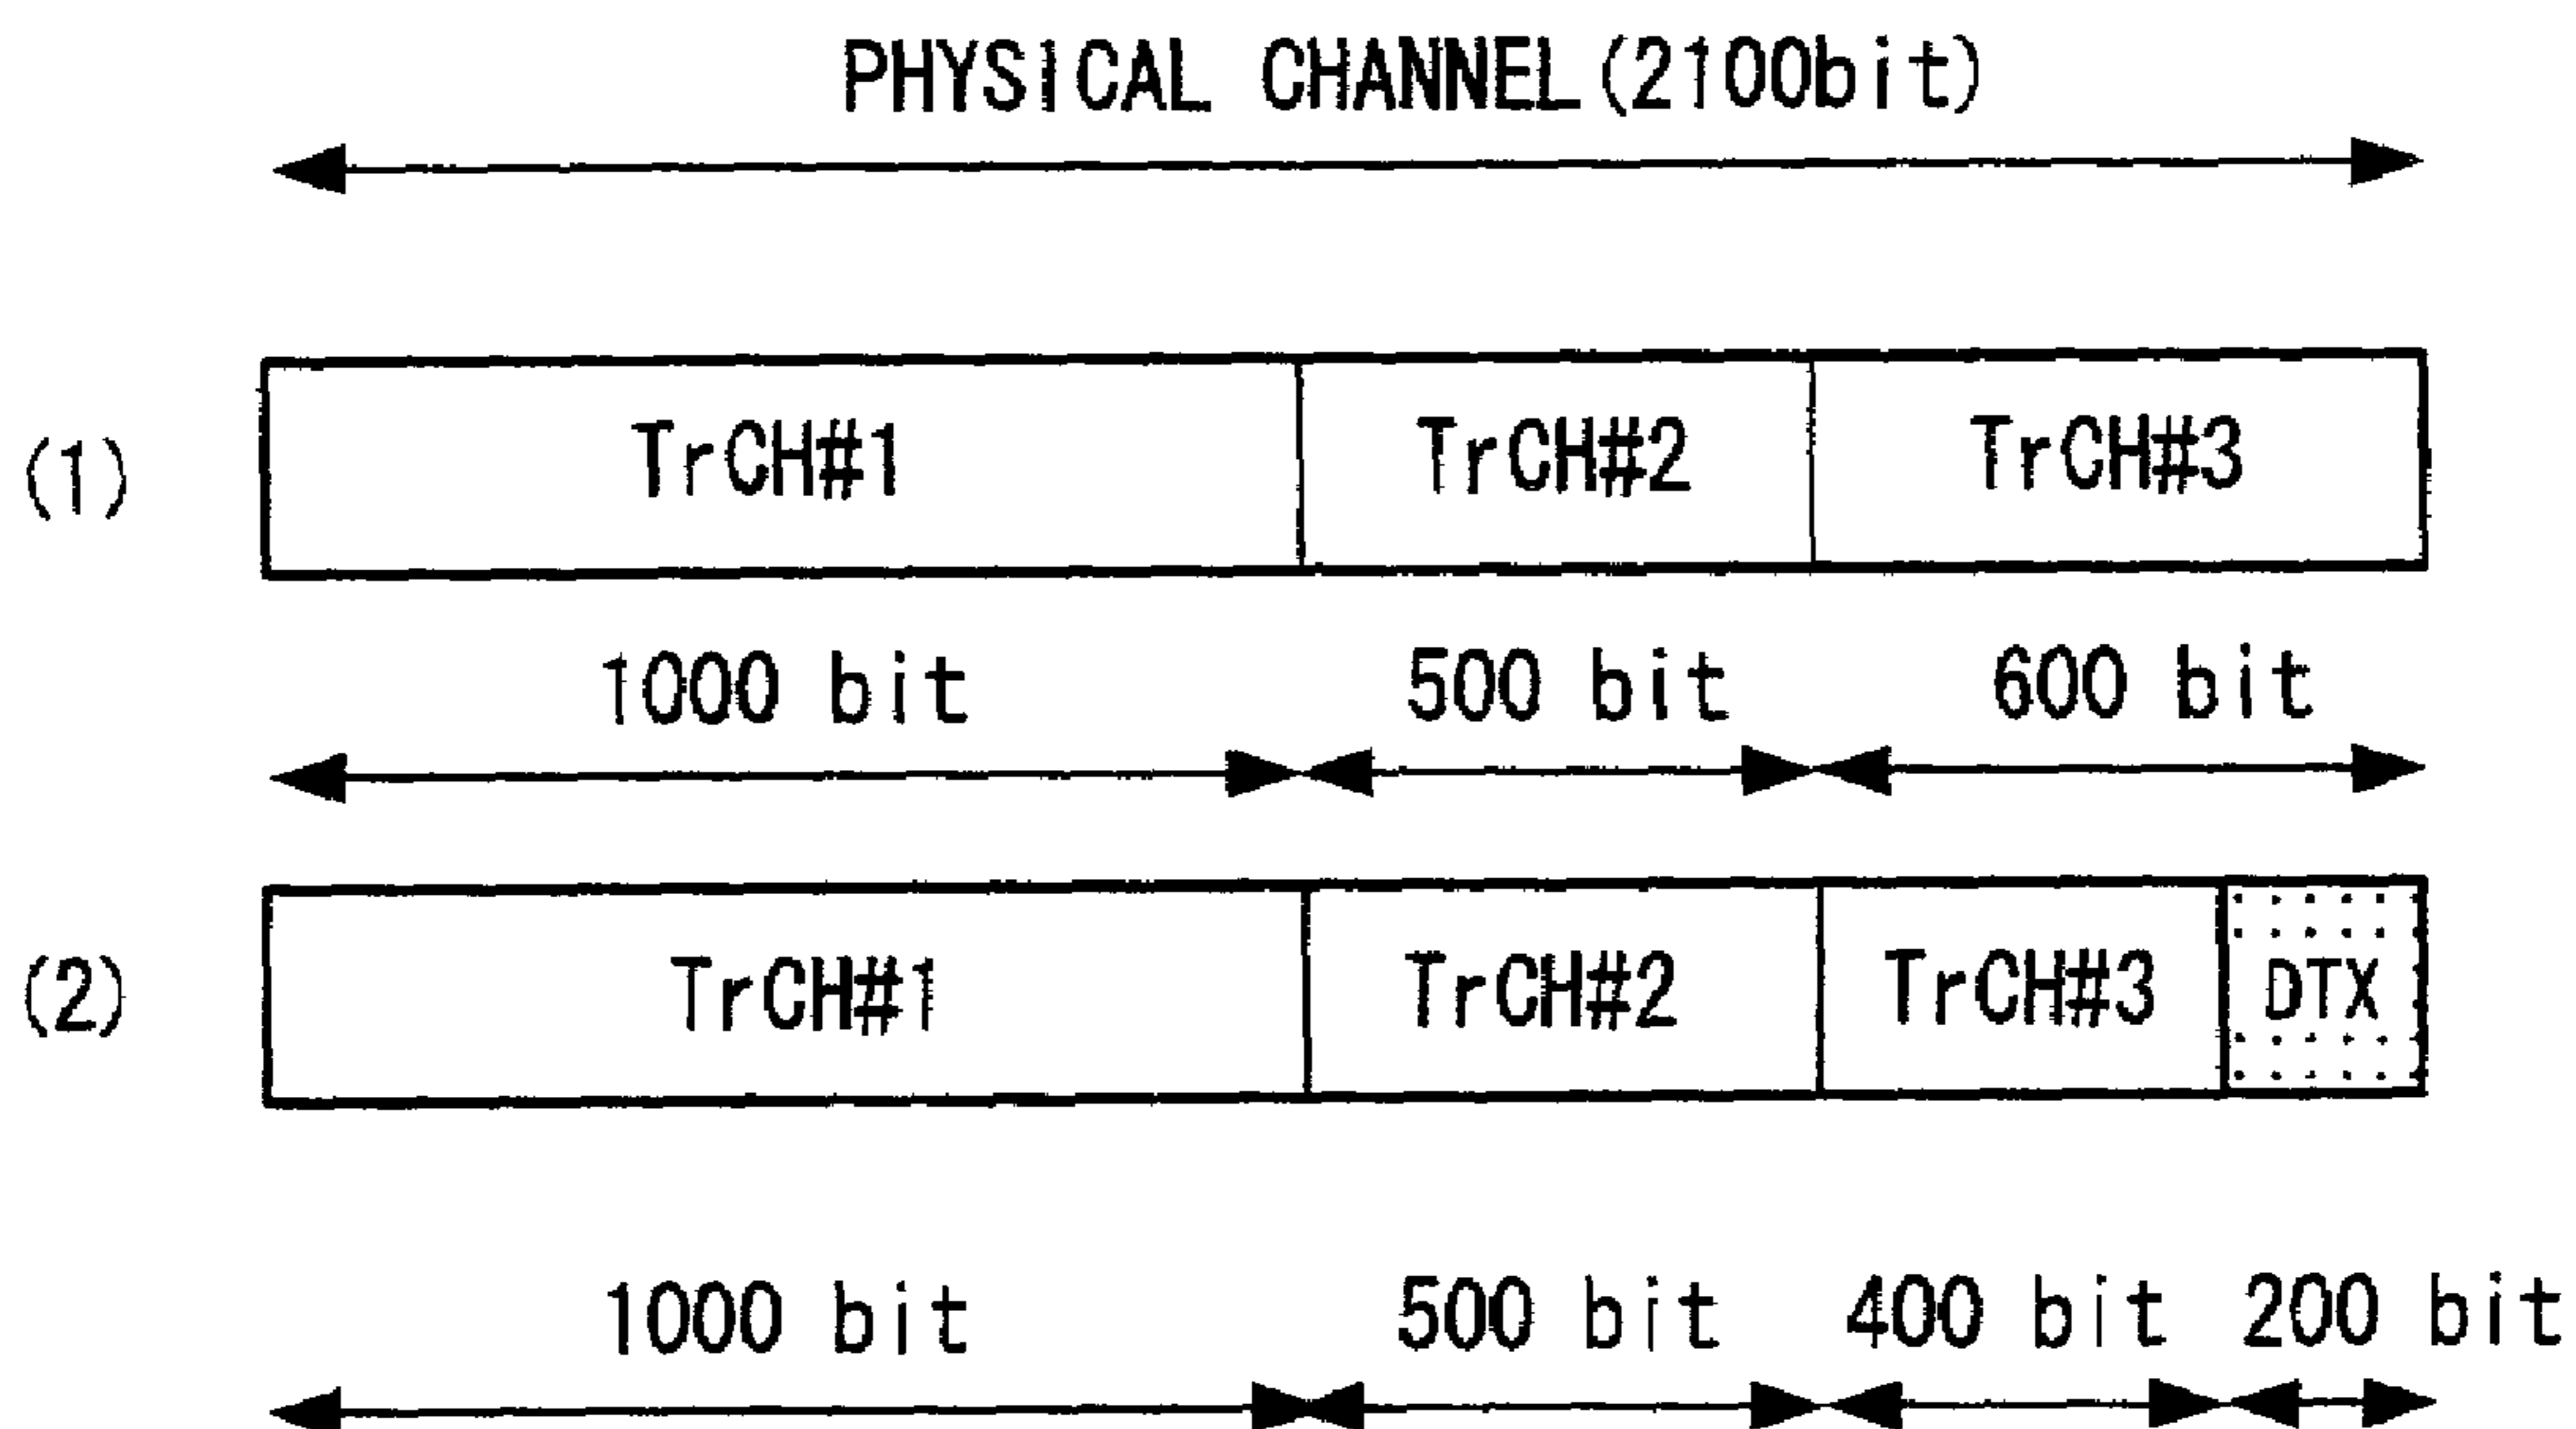 PHYSICAL CHANNEL(2100bit)
(1) TrCH#1 TrCH#2 TrCH#3
1000 bit 500 bit 600 bit
(2) TrCH#1 TrCH#2 TrCH#3 DTX
1000 bit 500 bit 400 bit 200 bit